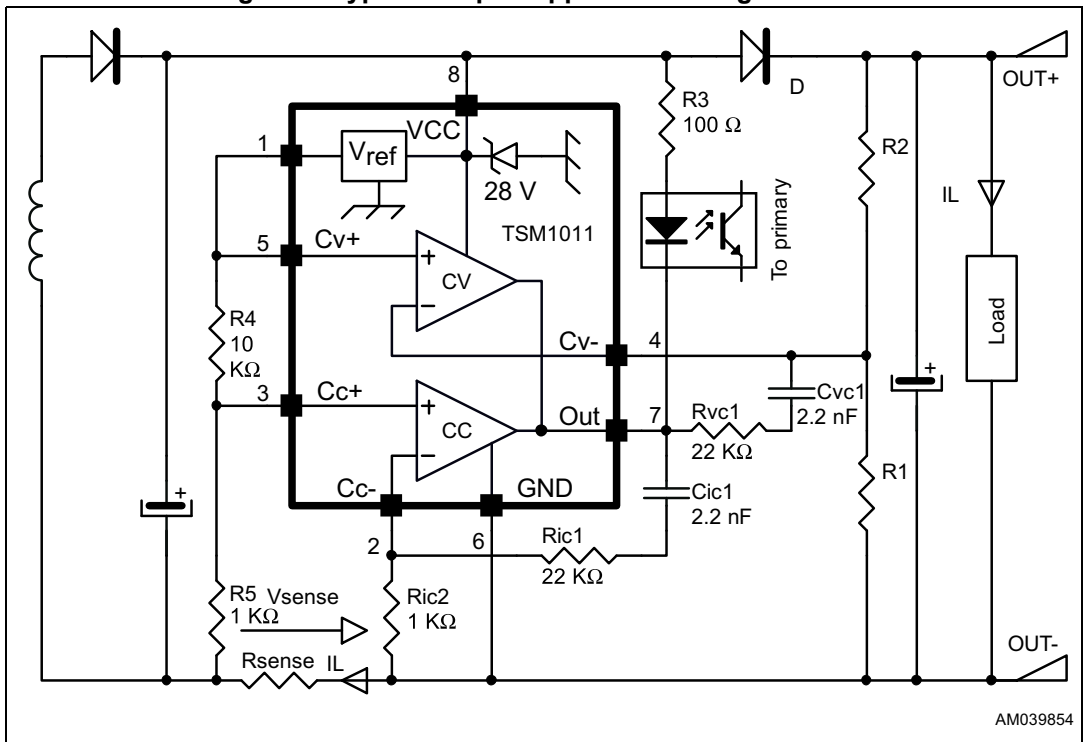 8
D
OUT+
R3
100 Ω
R2
1
Vref
VCC
28 V
IL
TSM1011
To primary
5
Cv+
+
CV
−
R4
10
KΩ
Cv-
4
Load
+
Cvc1
2.2 nF
3
Cc+
+
CC
−
Out
7
Rvc1
22 KΩ
R1
Cc-
GND
Cic1
2.2 nF
+
2
6
Ric1
22 KΩ
R5
1 KΩ
Vsense
Ric2
1 KΩ
Rsense
IL
OUT-
AM039854